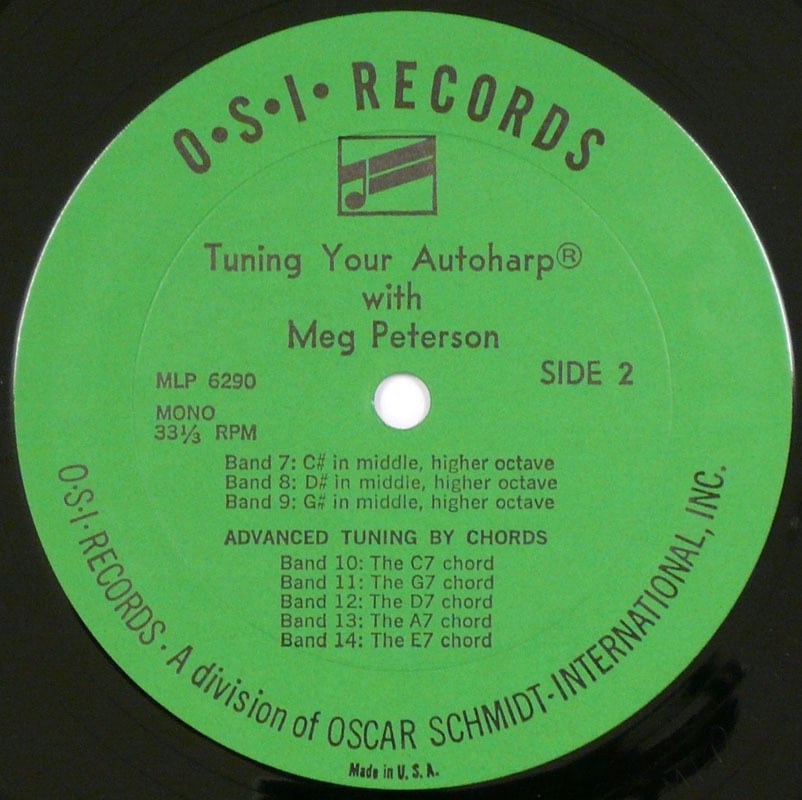 O•S•I• RECORDS
Tuning Your Autoharp®
with
Meg Peterson
MLP 6290
SIDE 2
MONO
33⅓ RPM
Band 7: C# in middle, higher octave
Band 8: D# in middle, higher octave
Band 9: G# in middle, higher octave
ADVANCED TUNING BY CHORDS
Band 10: The C7 chord
Band 11: The G7 chord
Band 12: The D7 chord
Band 13: The A7 chord
Band 14: The E7 chord
O·S·I·RECORDS · A division of OSCAR SCHMIDT-INTERNATIONAL, INC.
Made in U.S.A.